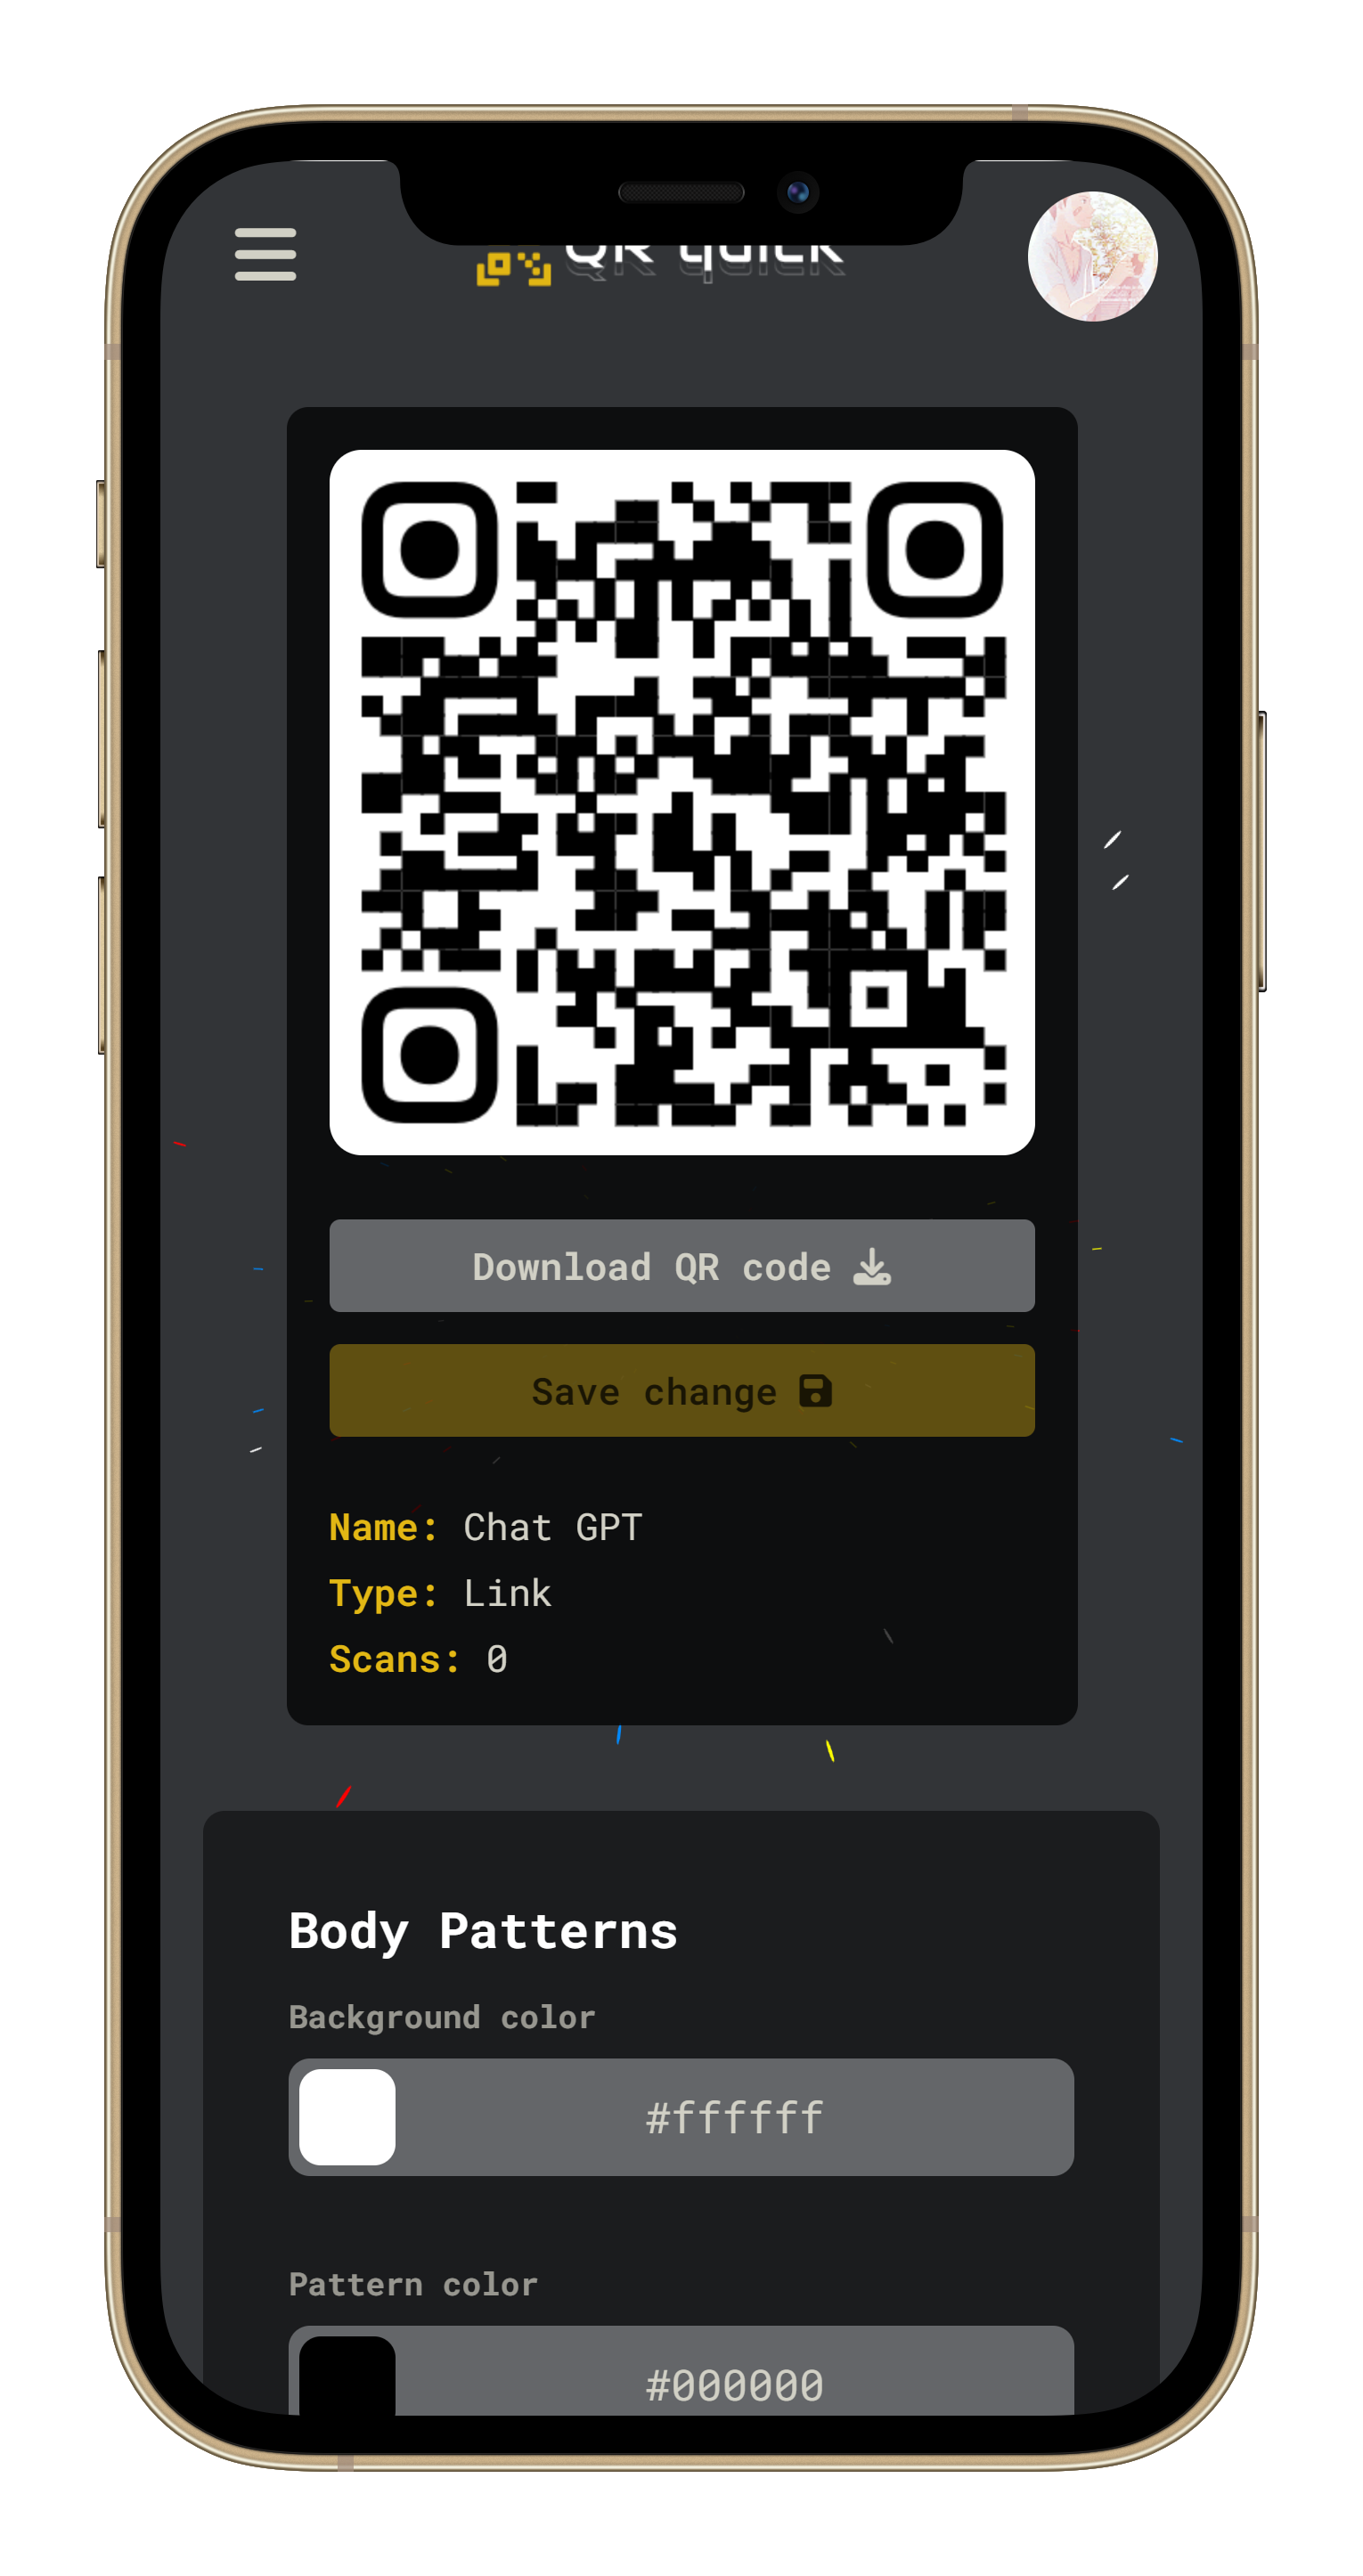 QR quick
Download QR code
Save change
Name: Chat GPT
Type: Link
Scans: 0
Body Patterns
Background color
#ffffff
Pattern color
#000000